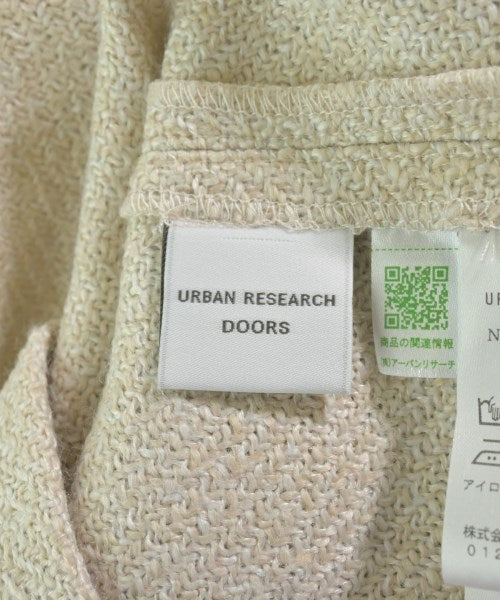 URBAN RESEARCH
DOORS
商品の関連情報
(株)アーバンリサーチ
UR
N
アイロ
株式会
012